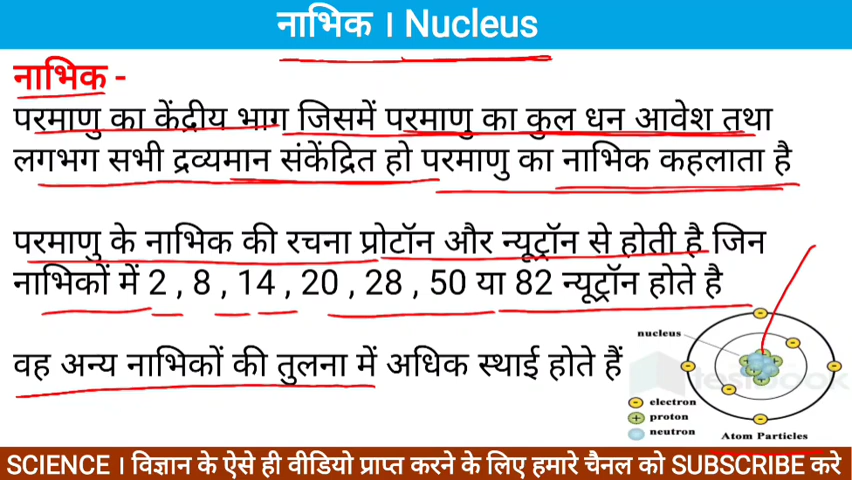 नाभिक । Nucleus
नाभिक -
परमाणु का केंद्रीय भाग जिसमें परमाणु का कुल धन आवेश तथा
लगभग सभी द्रव्यमान संकेंद्रित हो परमाणु का नाभिक कहलाता है
परमाणु के नाभिक की रचना प्रोटॉन और न्यूट्रॉन से होती है जिन
नाभिकों में 2 , 8 , 14 , 20 , 28 , 50 या 82 न्यूट्रॉन होते है
वह अन्य नाभिकों की तुलना में अधिक स्थाई होते हैं
nucleus
testbook
electron
proton
neutron
Atom Particles
SCIENCE । विज्ञान के ऐसे ही वीडियो प्राप्त करने के लिए हमारे चैनल को SUBSCRIBE करे